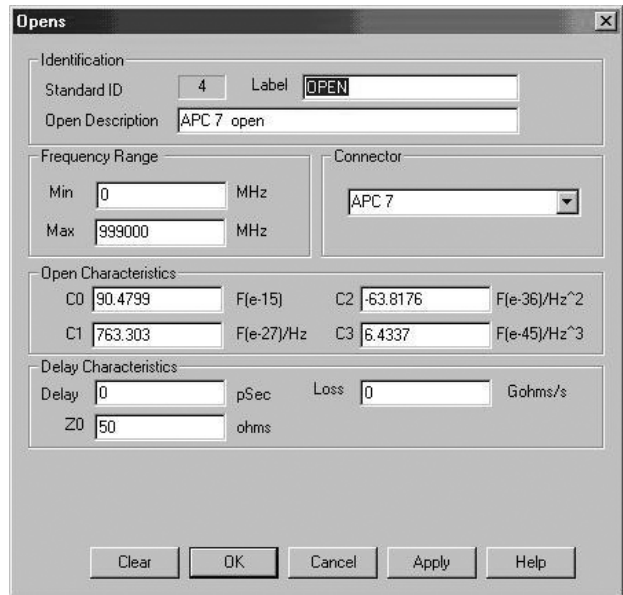 Opens
Identification
Standard ID 4 Label OPEN
Open Description APC 7 open
Frequency Range
Min 0 MHz
Max 999000 MHz
Connector
APC 7
Open Characteristics
C0 90.4799 F(e-15) C2 -63.8176 F(e-36)/Hz^2
C1 763.303 F(e-27)/Hz C3 6.4337 F(e-45)/Hz^3
Delay Characteristics
Delay 0 pSec Loss 0 Gohms/s
Z0 50 ohms
Clear OK Cancel Apply Help